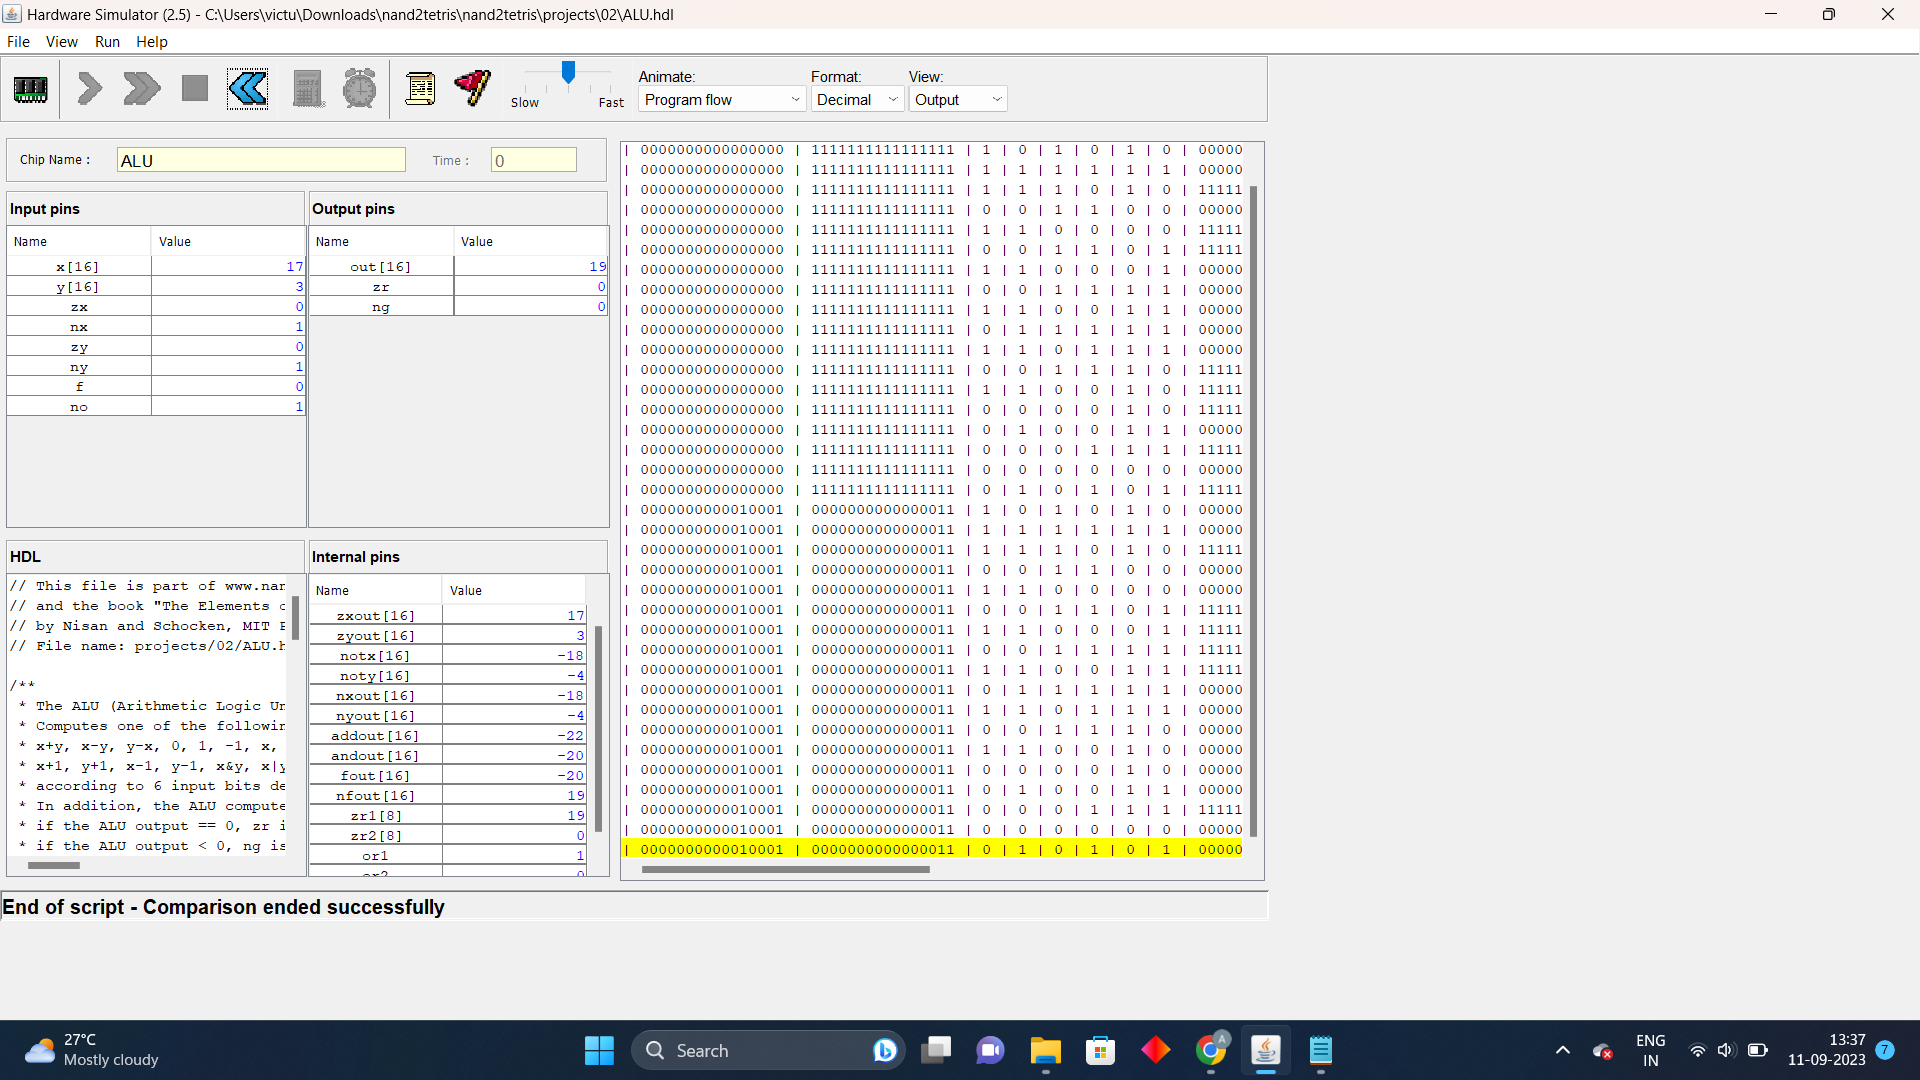 Hardware Simulator (2.5) - C:\Users\victu\Downloads\nand2tetris\nand2tetris\projects\02\ALU.hdl
File View Run Help
Slow Fast
Animate: Format: View:
Program flow Decimal Output
Chip Name : ALU Time : 0
Input pins
Name Value
x[16] 17
y[16] 3
zx 0
nx 1
zy 0
ny 1
f 0
no 1
Output pins
Name Value
out[16] 19
zr 0
ng 0
HDL
// This file is part of www.nan
// and the book "The Elements o
// by Nisan and Schocken, MIT P
// File name: projects/02/ALU.h
/**
* The ALU (Arithmetic Logic Un
* Computes one of the followin
* x+y, x-y, y-x, 0, 1, -1, x,
* x+1, y+1, x-1, y-1, x&y, x|y
* according to 6 input bits de
* In addition, the ALU compute
* if the ALU output == 0, zr i
* if the ALU output < 0, ng is
Internal pins
Name Value
zxout[16] 17
zyout[16] 3
notx[16] -18
noty[16] -4
nxout[16] -18
nyout[16] -4
addout[16] -22
andout[16] -20
fout[16] -20
nfout[16] 19
zr1[8] 19
zr2[8] 0
or1 1
or2 0
| 0000000000000000 | 1111111111111111 | 1 | 0 | 1 | 0 | 1 | 0 | 00000
| 0000000000000000 | 1111111111111111 | 1 | 1 | 1 | 1 | 1 | 1 | 00000
| 0000000000000000 | 1111111111111111 | 1 | 1 | 1 | 0 | 1 | 0 | 11111
| 0000000000000000 | 1111111111111111 | 0 | 0 | 1 | 1 | 0 | 0 | 00000
| 0000000000000000 | 1111111111111111 | 1 | 1 | 0 | 0 | 0 | 0 | 11111
| 0000000000000000 | 1111111111111111 | 0 | 0 | 1 | 1 | 0 | 1 | 11111
| 0000000000000000 | 1111111111111111 | 1 | 1 | 0 | 0 | 0 | 1 | 00000
| 0000000000000000 | 1111111111111111 | 0 | 0 | 1 | 1 | 1 | 1 | 00000
| 0000000000000000 | 1111111111111111 | 1 | 1 | 0 | 0 | 1 | 1 | 00000
| 0000000000000000 | 1111111111111111 | 0 | 1 | 1 | 1 | 1 | 1 | 00000
| 0000000000000000 | 1111111111111111 | 1 | 1 | 0 | 1 | 1 | 1 | 00000
| 0000000000000000 | 1111111111111111 | 0 | 0 | 1 | 1 | 1 | 0 | 11111
| 0000000000000000 | 1111111111111111 | 1 | 1 | 0 | 0 | 1 | 0 | 11111
| 0000000000000000 | 1111111111111111 | 0 | 0 | 0 | 0 | 1 | 0 | 11111
| 0000000000000000 | 1111111111111111 | 0 | 1 | 0 | 0 | 1 | 1 | 00000
| 0000000000000000 | 1111111111111111 | 0 | 0 | 0 | 1 | 1 | 1 | 11111
| 0000000000000000 | 1111111111111111 | 0 | 0 | 0 | 0 | 0 | 0 | 00000
| 0000000000000000 | 1111111111111111 | 0 | 1 | 0 | 1 | 0 | 1 | 11111
| 0000000000010001 | 0000000000000011 | 1 | 0 | 1 | 0 | 1 | 0 | 00000
| 0000000000010001 | 0000000000000011 | 1 | 1 | 1 | 1 | 1 | 1 | 00000
| 0000000000010001 | 0000000000000011 | 1 | 1 | 1 | 0 | 1 | 0 | 11111
| 0000000000010001 | 0000000000000011 | 0 | 0 | 1 | 1 | 0 | 0 | 00000
| 0000000000010001 | 0000000000000011 | 1 | 1 | 0 | 0 | 0 | 0 | 00000
| 0000000000010001 | 0000000000000011 | 0 | 0 | 1 | 1 | 0 | 1 | 11111
| 0000000000010001 | 0000000000000011 | 1 | 1 | 0 | 0 | 0 | 1 | 11111
| 0000000000010001 | 0000000000000011 | 0 | 0 | 1 | 1 | 1 | 1 | 11111
| 0000000000010001 | 0000000000000011 | 1 | 1 | 0 | 0 | 1 | 1 | 11111
| 0000000000010001 | 0000000000000011 | 0 | 1 | 1 | 1 | 1 | 1 | 00000
| 0000000000010001 | 0000000000000011 | 1 | 1 | 0 | 1 | 1 | 1 | 00000
| 0000000000010001 | 0000000000000011 | 0 | 0 | 1 | 1 | 1 | 0 | 00000
| 0000000000010001 | 0000000000000011 | 1 | 1 | 0 | 0 | 1 | 0 | 00000
| 0000000000010001 | 0000000000000011 | 0 | 0 | 0 | 0 | 1 | 0 | 00000
| 0000000000010001 | 0000000000000011 | 0 | 1 | 0 | 0 | 1 | 1 | 00000
| 0000000000010001 | 0000000000000011 | 0 | 0 | 0 | 1 | 1 | 1 | 11111
| 0000000000010001 | 0000000000000011 | 0 | 0 | 0 | 0 | 0 | 0 | 00000
| 0000000000010001 | 0000000000000011 | 0 | 1 | 0 | 1 | 0 | 1 | 00000
End of script - Comparison ended successfully
27°C
Mostly cloudy
Search
A
ENG
IN
13:37
11-09-2023
7